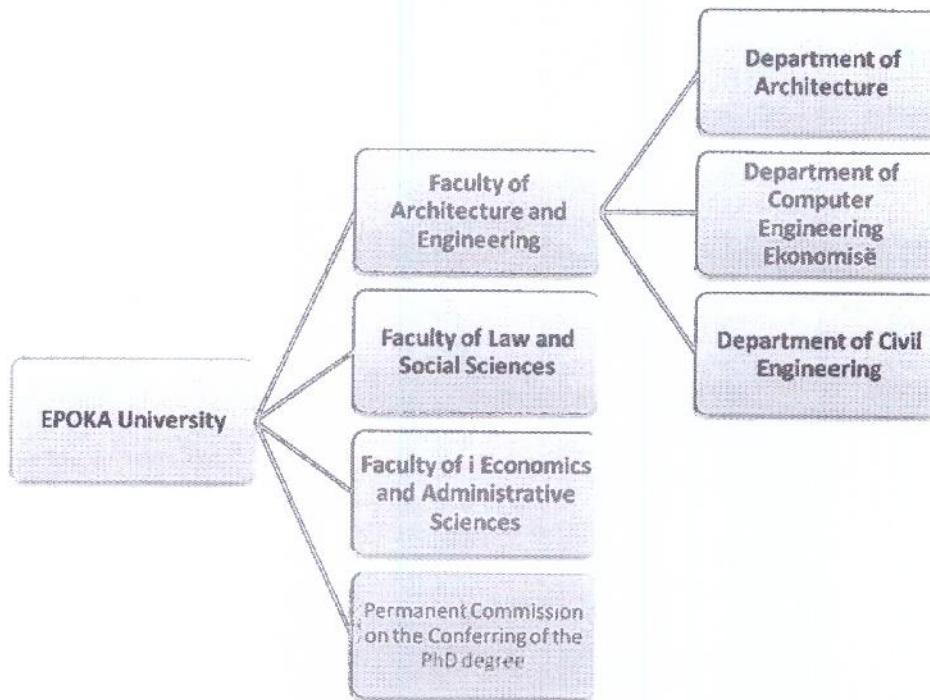 EPOKA University
Faculty of
Architecture and
Engineering
Faculty of Law and
Social Sciences
Faculty of i Economics
and Administrative
Sciences
Permanent Commission
on the Conferring of the
PhD degree
Department of
Architecture
Department of
Computer
Engineering
Ekonomisë
Department of Civil
Engineering